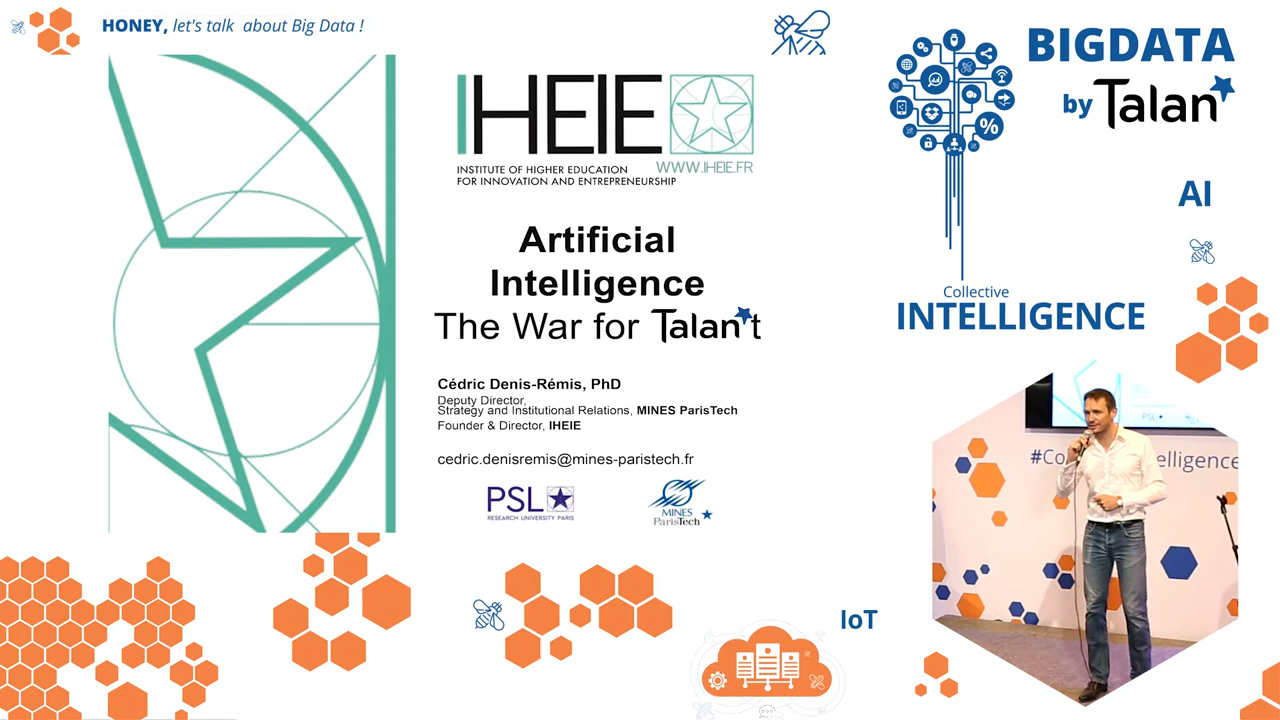 HONEY, let's talk about Big Data !
IHEIE
WWW.IHEIE.FR
INSTITUTE OF HIGHER EDUCATION
FOR INNOVATION AND ENTREPRENEURSHIP
Artificial
Intelligence
The War for Talan't
Cédric Denis-Rémis, PhD
Deputy Director,
Strategy and Institutional Relations, MINES ParisTech
Founder & Director, IHEIE
cedric.denisremis@mines-paristech.fr
PSL
RESEARCH UNIVERSITY PARIS
MINES
ParisTech
BIGDATA
by Talan
%
AI
Collective
INTELLIGENCE
PSL
#Co elligence
IoT